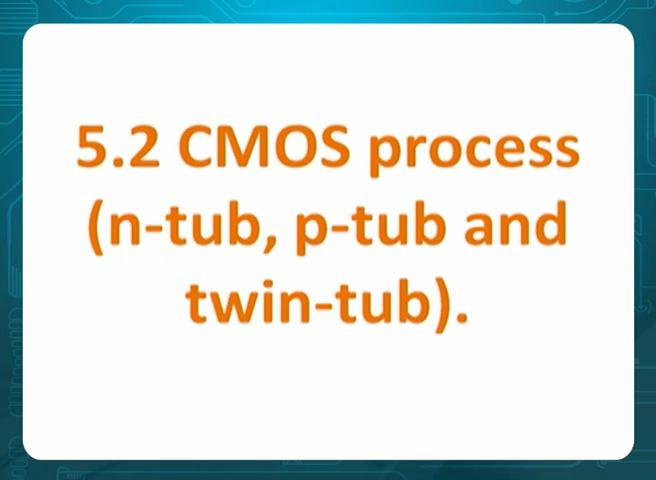 5.2 CMOS process
(n-tub, p-tub and
twin-tub).